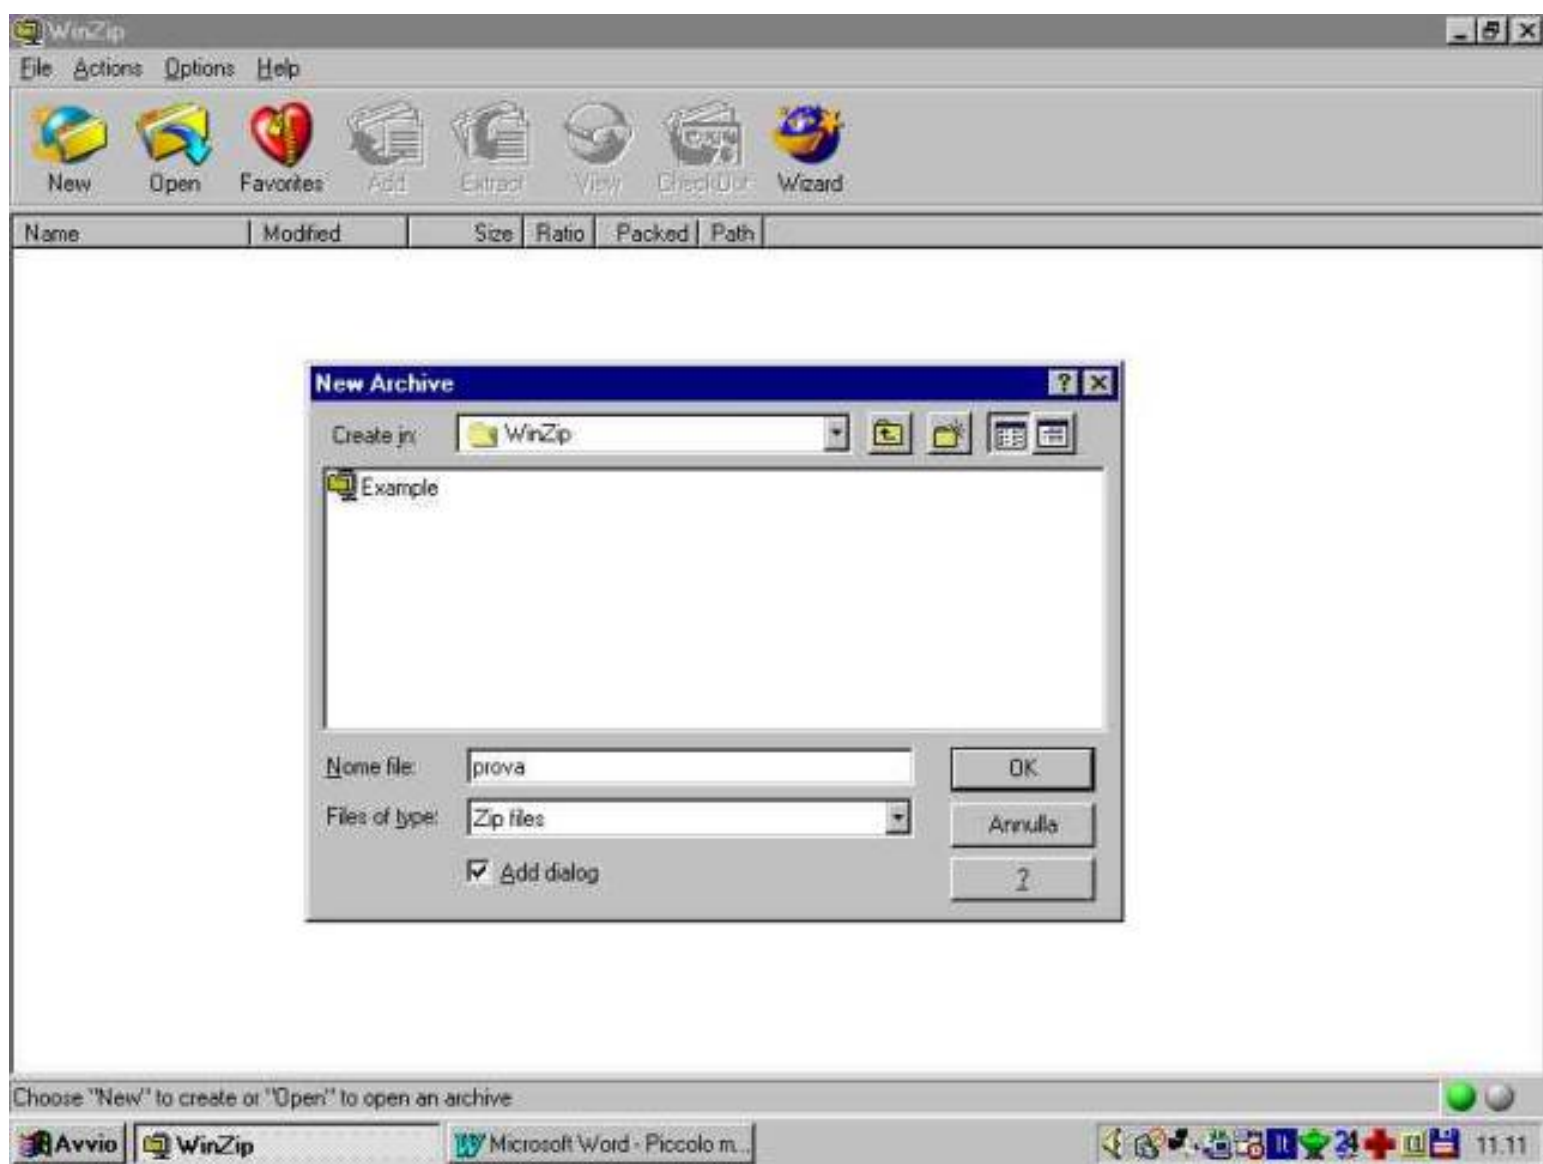 WinZip
File Actions Options Help
New Open Favorites Add Extract View CheckOut Wizard
Name Modified Size Ratio Packed Path
New Archive
Create in: WinZip
Example
Nome file: prova OK
Files of type: Zip files Annulla
Add dialog ?
Choose "New" to create or "Open" to open an archive
Avvio WinZip Microsoft Word - Piccolo m... 11.11